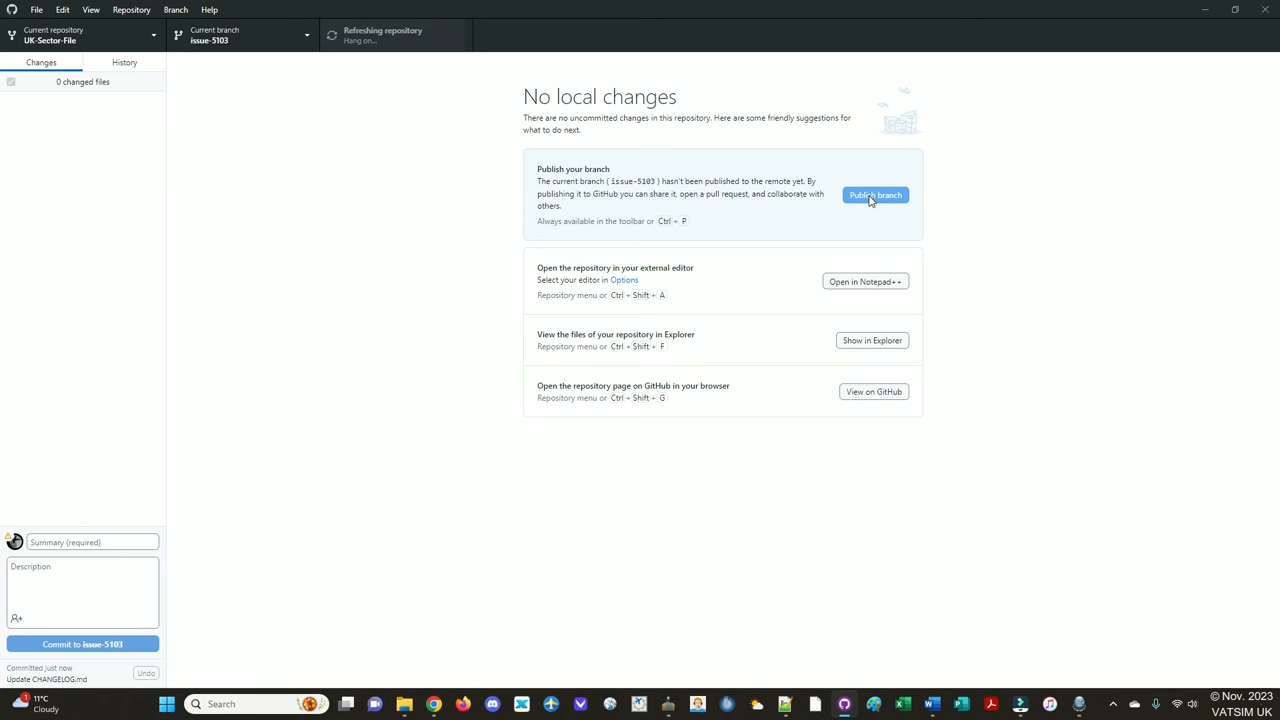 File Edit View Repository Branch Help
Current repository
UK-Sector-File
Current branch
issue-5103
Refreshing repository
Hang on...
Changes History
0 changed files
No local changes
There are no uncommitted changes in this repository. Here are some friendly suggestions for
what to do next.
Publish your branch
The current branch ( issue-5103 ) hasn't been published to the remote yet. By
publishing it to GitHub you can share it, open a pull request, and collaborate with
others.
Always available in the toolbar or Ctrl + P
Publish branch
Open the repository in your external editor
Select your editor in Options
Repository menu or Ctrl + Shift + A
Open in Notepad++
View the files of your repository in Explorer
Repository menu or Ctrl + Shift + F
Show in Explorer
Open the repository page on GitHub in your browser
Repository menu or Ctrl + Shift + G
View on GitHub
Summary (required)
Description
Commit to issue-5103
Committed just now
Update CHANGELOG.md
Undo
1
11°C
Cloudy
Search
© Nov. 2023
VATSIM UK